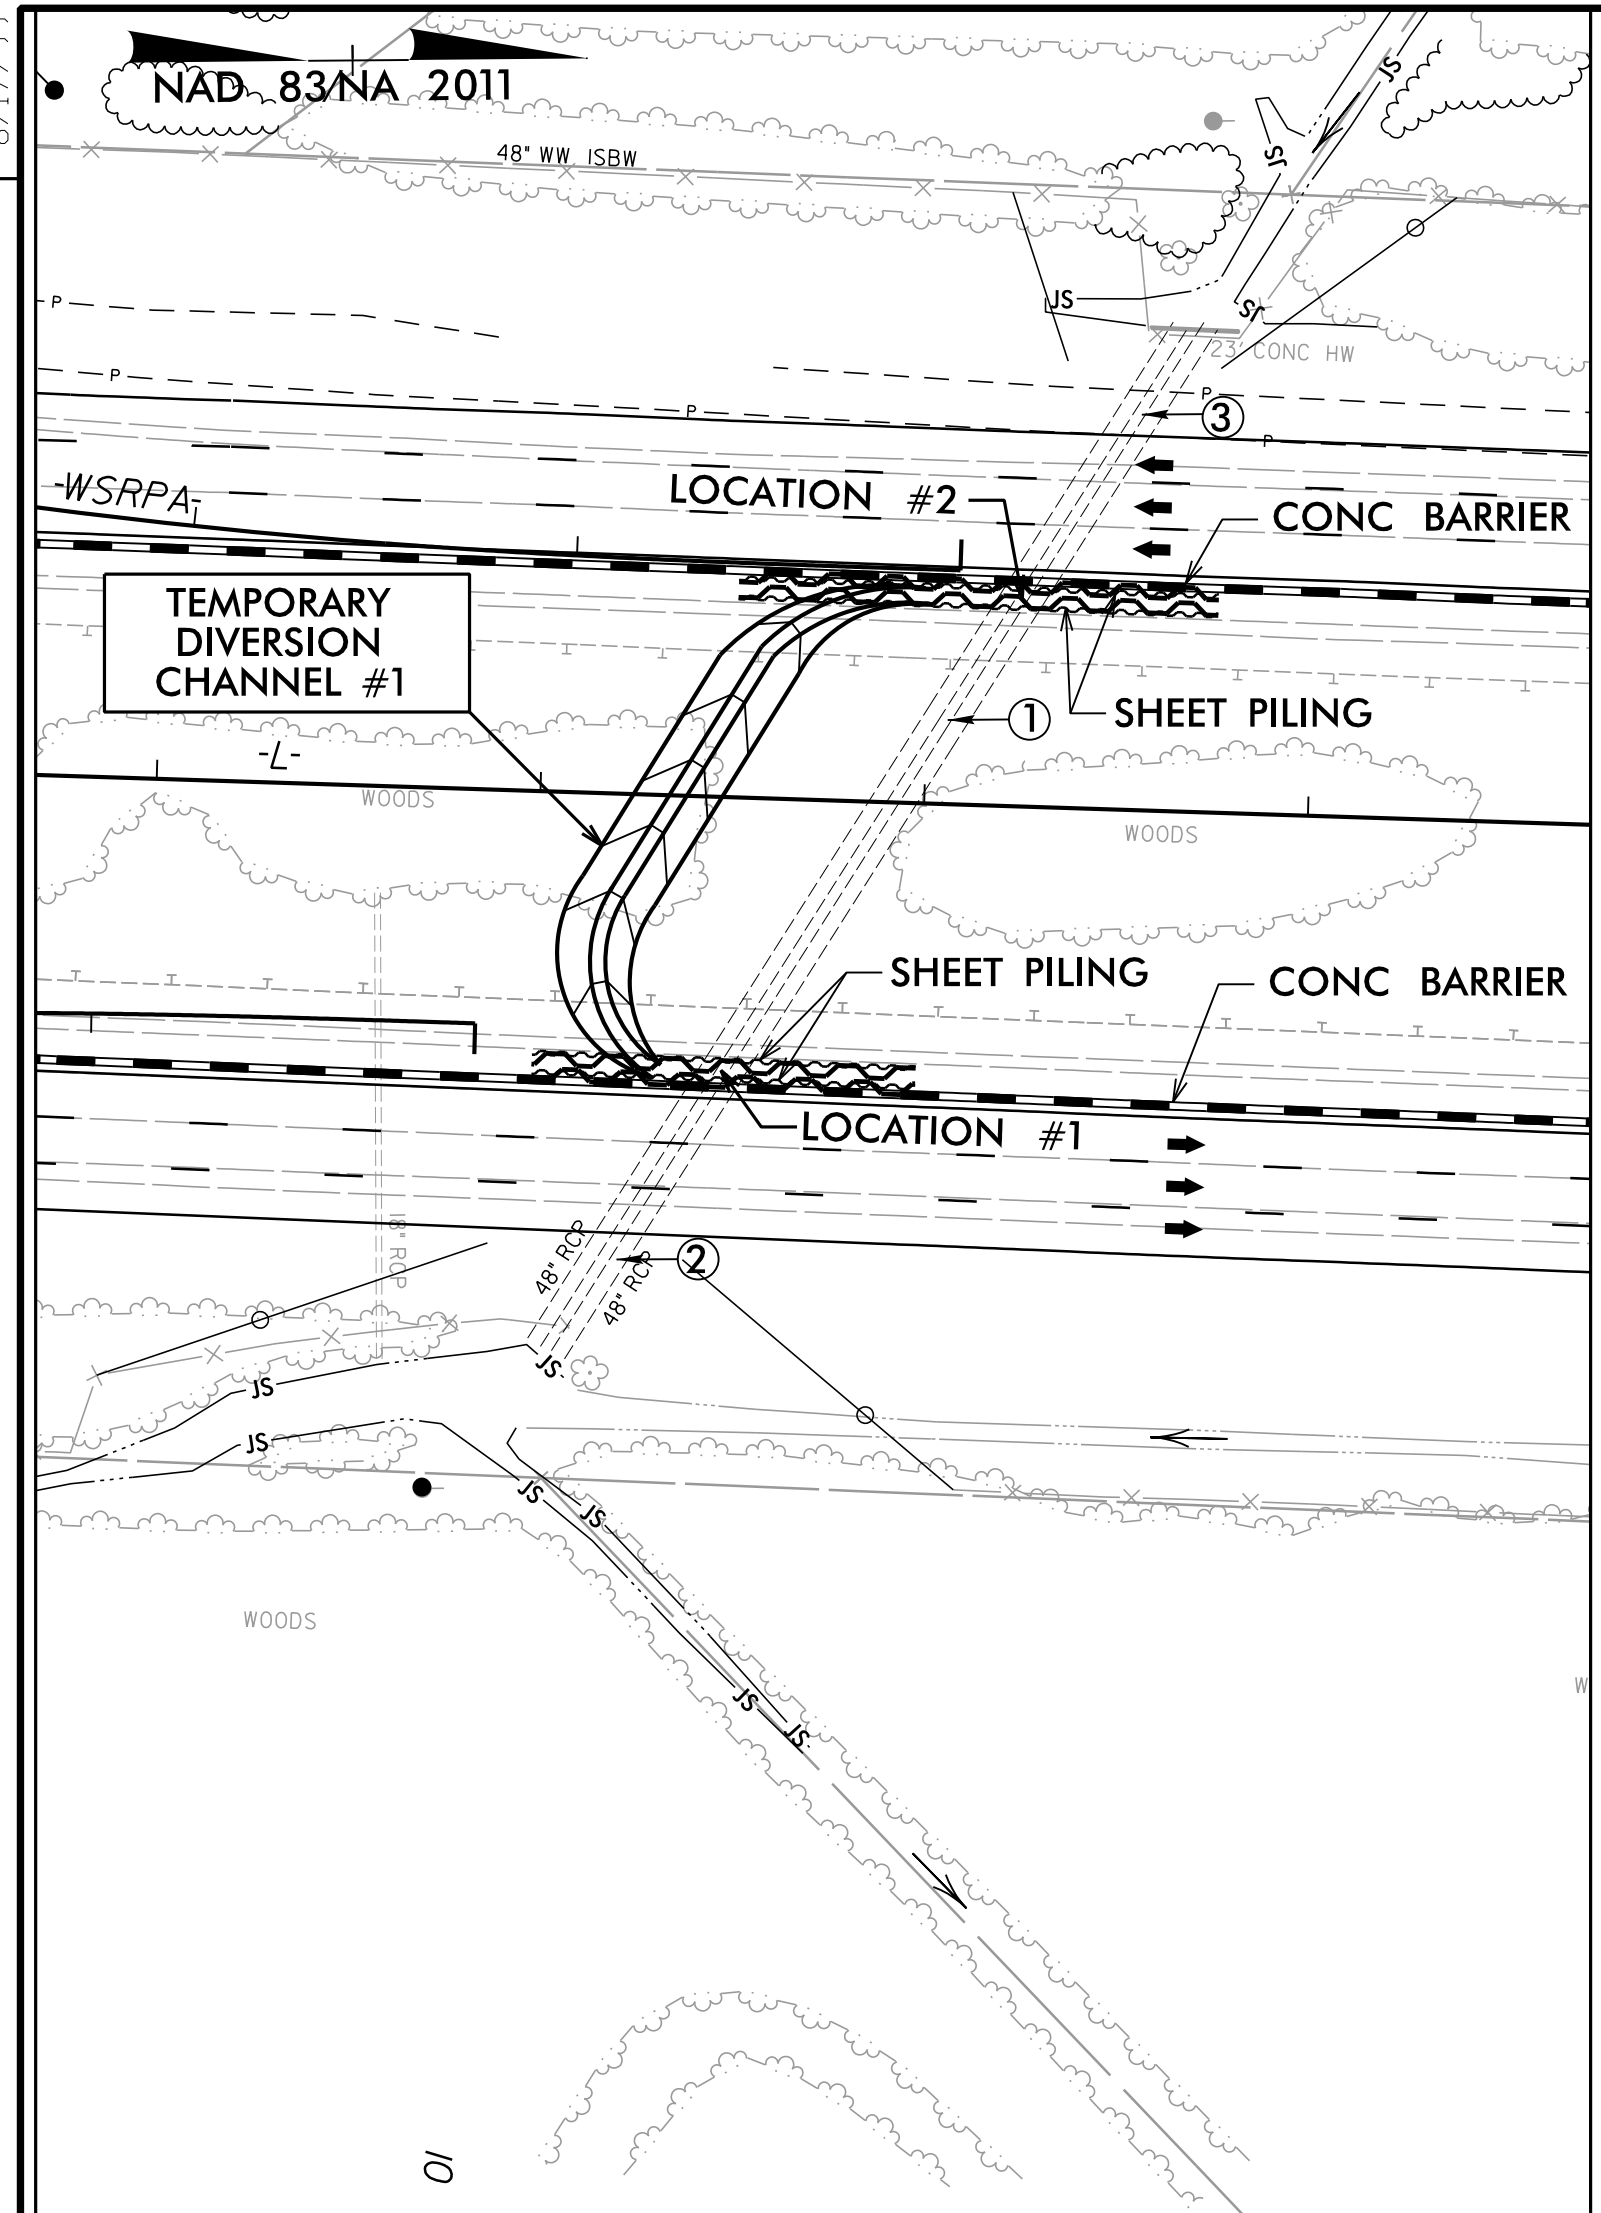 NAD 83/NA 2011
48" WW ISBW
JS
JS
JS
JS
23' CONC HW
P
P
P
P
P
3
-WSRPA-
LOCATION #2
CONC BARRIER
TEMPORARY
DIVERSION
CHANNEL #1
1
SHEET PILING
-L-
WOODS
WOODS
SHEET PILING
CONC BARRIER
LOCATION #1
18" RCP
48" RCP
48" RCP
2
JS
JS
JS
JS
JS
WOODS
W
JS
JS
10